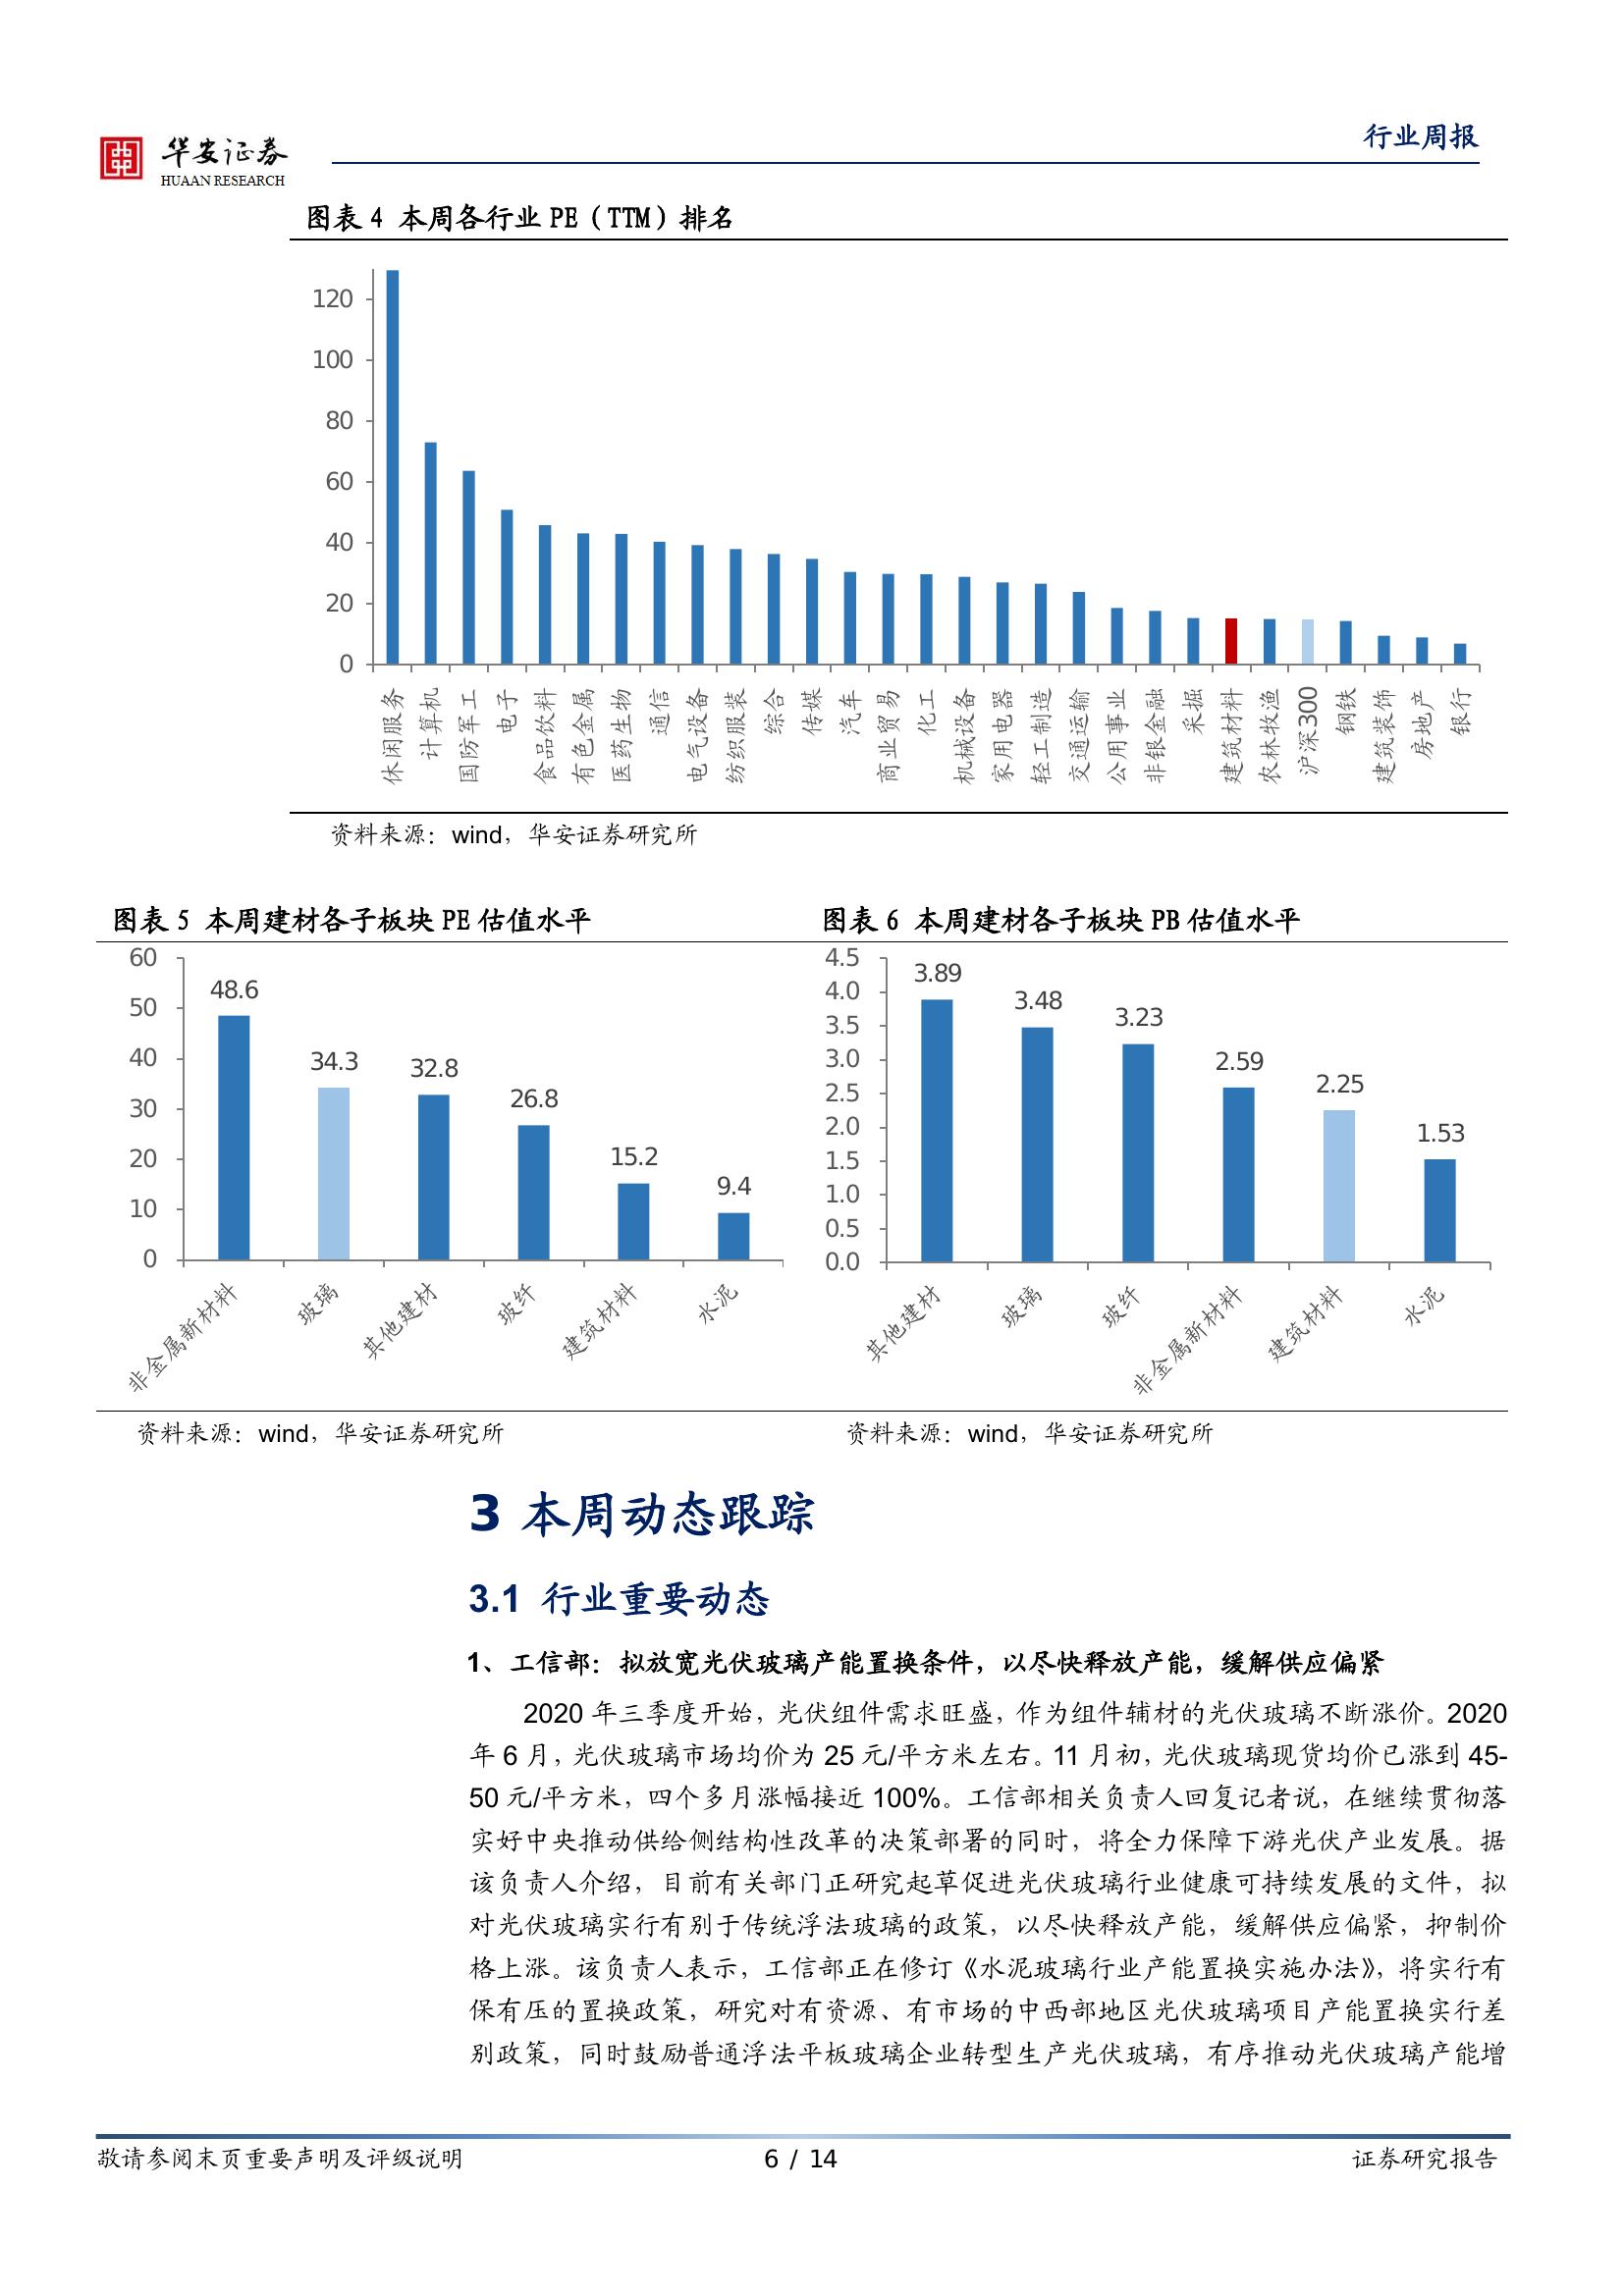 行业周报
华安证券
HUAAN RESEARCH
图表 4 本周各行业 PE（TTM）排名
120
100
80
60
40
20
0
休闲服务
计算机
国防军工
电子
食品饮料
有色金属
医药生物
通信
电气设备
纺织服装
综合
传媒
汽车
商业贸易
化工
机械设备
家用电器
轻工制造
交通运输
公用事业
非银金融
采掘
建筑材料
农林牧渔
沪深300
钢铁
建筑装饰
房地产
银行
资料来源：wind，华安证券研究所
图表 5 本周建材各子板块 PE 估值水平
60
50
40
30
20
10
0
48.6
34.3
32.8
26.8
15.2
9.4
非金属新材料
玻璃
其他建材
玻纤
建筑材料
水泥
资料来源：wind，华安证券研究所
图表 6 本周建材各子板块 PB 估值水平
4.5
4.0
3.5
3.0
2.5
2.0
1.5
1.0
0.5
0.0
3.89
3.48
3.23
2.59
2.25
1.53
其他建材
玻璃
玻纤
非金属新材料
建筑材料
水泥
资料来源：wind，华安证券研究所
3 本周动态跟踪
3.1 行业重要动态
1、工信部：拟放宽光伏玻璃产能置换条件，以尽快释放产能，缓解供应偏紧
2020 年三季度开始，光伏组件需求旺盛，作为组件辅材的光伏玻璃不断涨价。2020
年 6 月，光伏玻璃市场均价为 25 元/平方米左右。11 月初，光伏玻璃现货均价已涨到 45-
50 元/平方米，四个多月涨幅接近 100%。工信部相关负责人回复记者说，在继续贯彻落
实好中央推动供给侧结构性改革的决策部署的同时，将全力保障下游光伏产业发展。据
该负责人介绍，目前有关部门正研究起草促进光伏玻璃行业健康可持续发展的文件，拟
对光伏玻璃实行有别于传统浮法玻璃的政策，以尽快释放产能，缓解供应偏紧，抑制价
格上涨。该负责人表示，工信部正在修订《水泥玻璃行业产能置换实施办法》，将实行有
保有压的置换政策，研究对有资源、有市场的中西部地区光伏玻璃项目产能置换实行差
别政策，同时鼓励普通浮法平板玻璃企业转型生产光伏玻璃，有序推动光伏玻璃产能增
敬请参阅末页重要声明及评级说明
6 / 14
证券研究报告